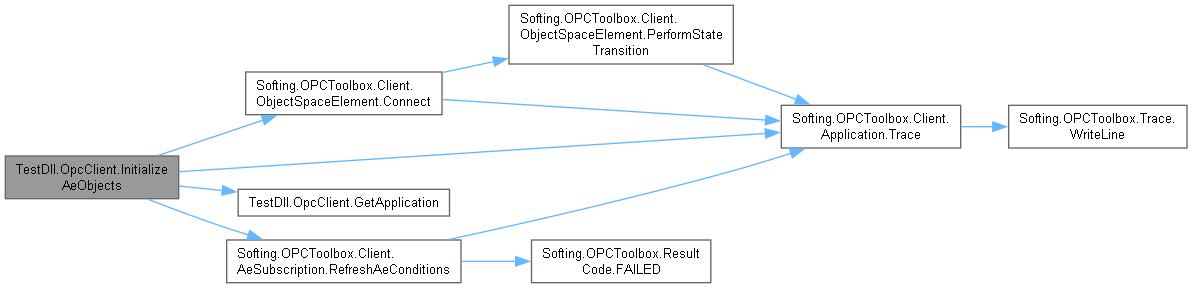 Softing.OPCToolbox.Client.
ObjectSpaceElement.PerformState
Transition
Softing.OPCToolbox.Client.
ObjectSpaceElement.Connect
Softing.OPCToolbox.Client.
Application.Trace
Softing.OPCToolbox.Trace.
WriteLine
TestDll.OpcClient.Initialize
AeObjects
TestDll.OpcClient.GetApplication
Softing.OPCToolbox.Client.
AeSubscription.RefreshAeConditions
Softing.OPCToolbox.Result
Code.FAILED